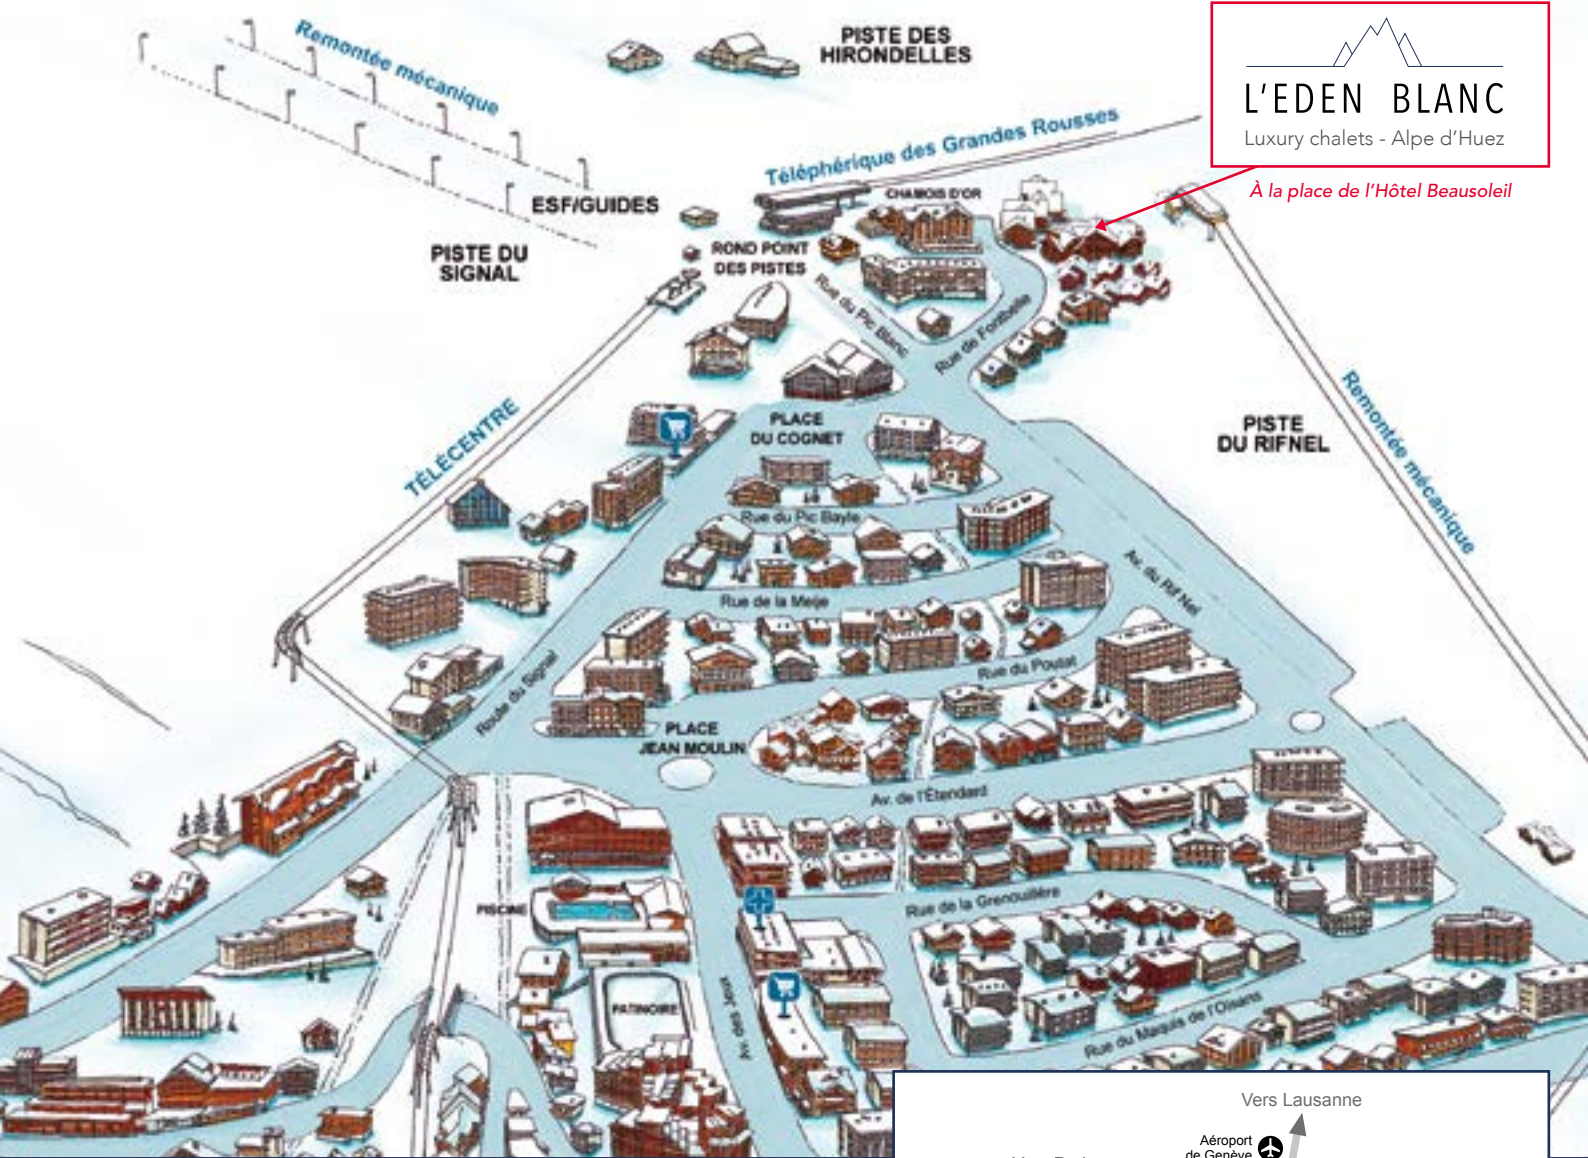 Remontée mécanique
PISTE DES
HIRONDELLES
L'EDEN BLANC
Luxury chalets - Alpe d'Huez
À la place de l'Hôtel Beausoleil
Téléphérique des Grandes Rousses
CHAMOIS D'OR
ESF/GUIDES
PISTE DU
SIGNAL
ROND POINT
DES PISTES
Rue du Pic Blanc
Rue de Fontbelle
TÉLÉCENTRE
PLACE
DU COGNET
PISTE
DU RIFNEL
Remontée mécanique
Rue du Pic Bayle
Av. du Rif Nel
Rue de la Meije
Rue du Poutat
Route du Signal
PLACE
JEAN MOULIN
Av. de l'Étendard
Rue de la Grenouillère
PISCINE
PATINOIRE
Av. des Jeux
Rue du Maquis de l'Oisans
Vers Lausanne
Aéroport
de Genève